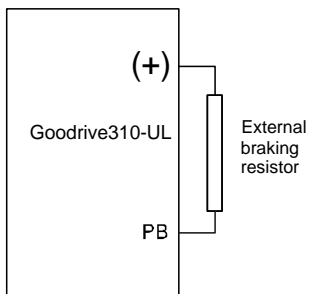 (+)
Goodrive310-UL
External
braking
resistor
PB